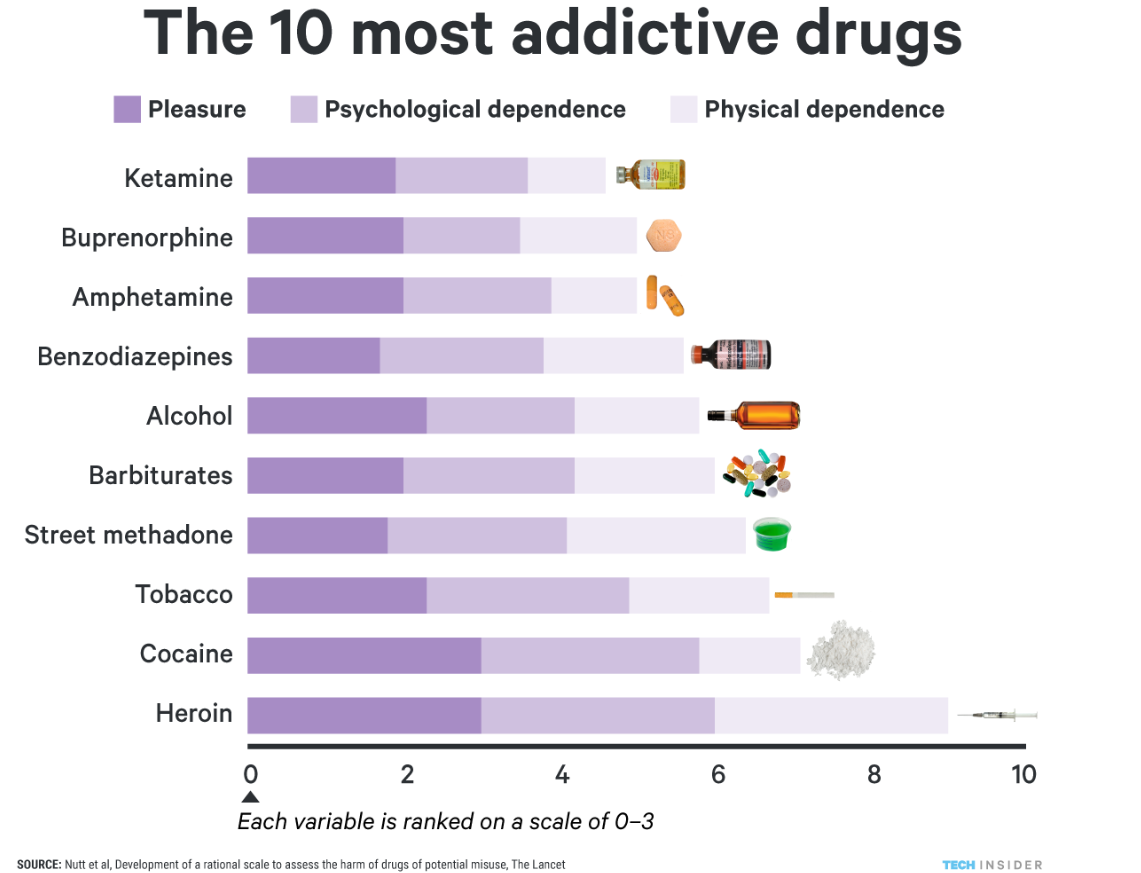 The 10 most addictive drugs
Pleasure Psychological dependence Physical dependence
Ketamine
Buprenorphine
N8
Amphetamine
Benzodiazepines
Alcohol
Barbiturates
Street methadone
Tobacco
Cocaine
Heroin
0 2 4 6 8 10
Each variable is ranked on a scale of 0–3
SOURCE: Nutt et al, Development of a rational scale to assess the harm of drugs of potential misuse, The Lancet
TECH INSIDER